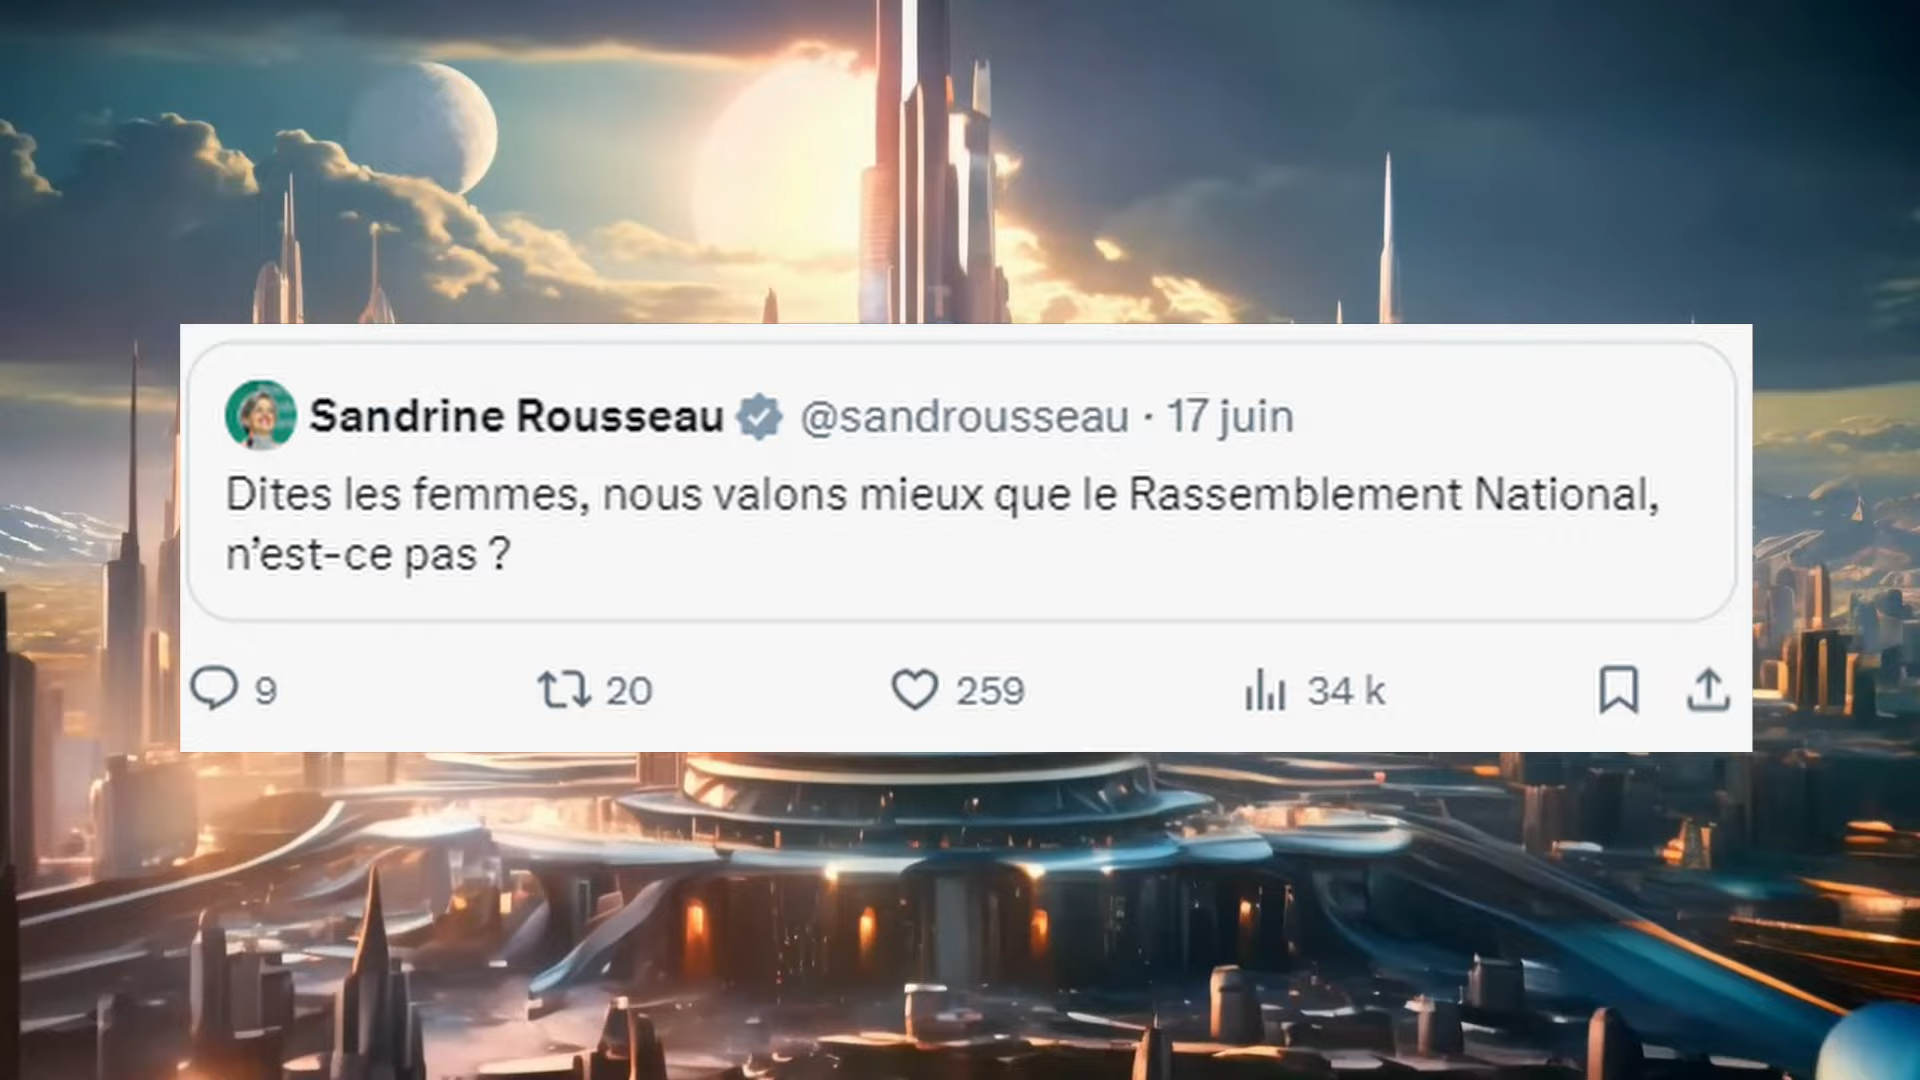 Sandrine Rousseau @sandrousseau · 17 juin
Dites les femmes, nous valons mieux que le Rassemblement National,
n’est-ce pas ?
9 20 259 34 k